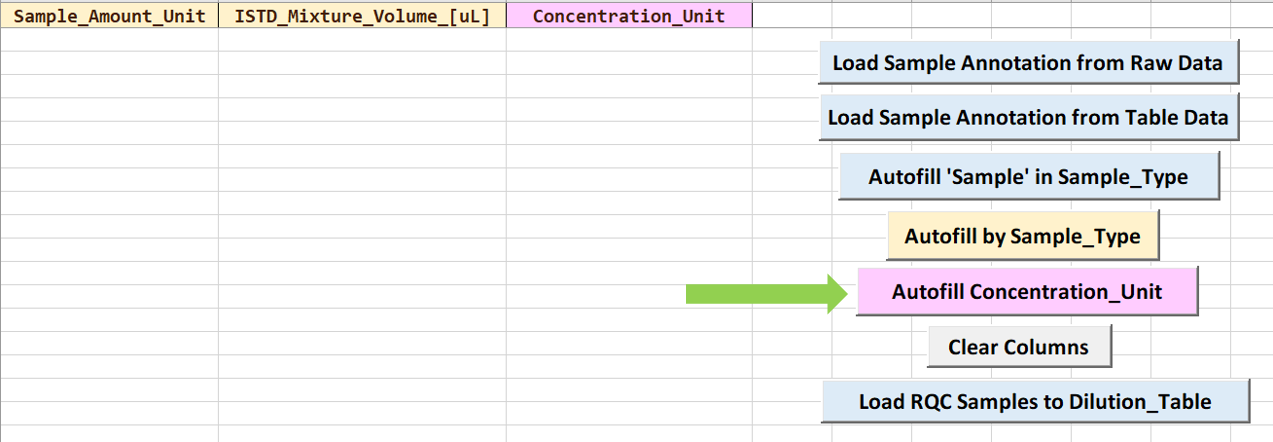 Sample_Amount_Unit ISTD_Mixture_Volume_[uL] Concentration_Unit
Load Sample Annotation from Raw Data
Load Sample Annotation from Table Data
Autofill 'Sample' in Sample_Type
Autofill by Sample_Type
Autofill Concentration_Unit
Clear Columns
Load RQC Samples to Dilution_Table